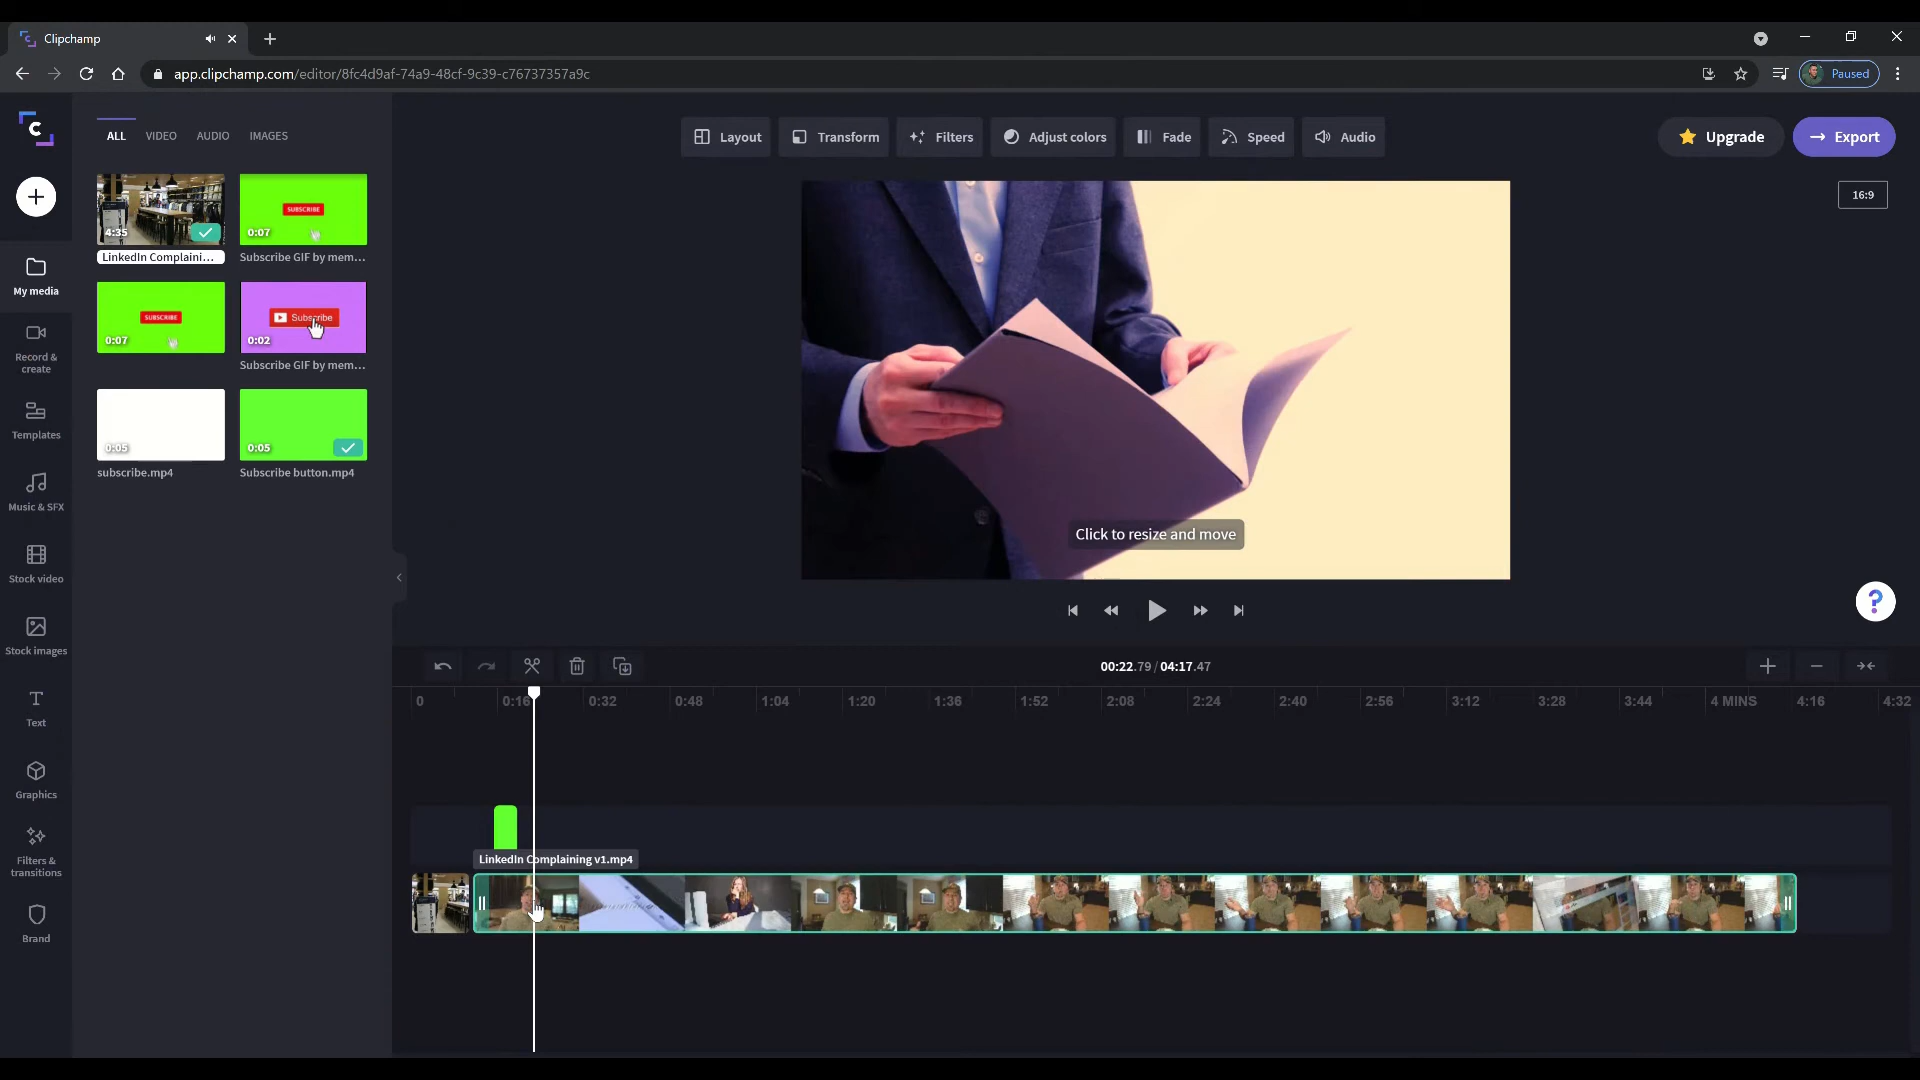 Clipchamp
app.clipchamp.com/editor/8fc4d9af-74a9-48cf-9c39-c76737357a9c
Paused
ALL VIDEO AUDIO IMAGES
Layout Transform Filters Adjust colors Fade Speed Audio
Upgrade Export
16:9
4:35
LinkedIn Complaini...
SUBSCRIBE
0:07
Subscribe GIF by mem...
SUBSCRIBE
0:07
Subscribe
0:02
Subscribe GIF by mem...
0:05
subscribe.mp4
0:05
Subscribe button.mp4
My media
Record &
create
Templates
Music & SFX
Stock video
Stock images
Text
Graphics
Filters &
transitions
Brand
Click to resize and move
?
00:22.79 / 04:17.47
0 0:16 0:32 0:48 1:04 1:20 1:36 1:52 2:08 2:24 2:40 2:56 3:12 3:28 3:44 4 MINS 4:16 4:32
LinkedIn Complaining v1.mp4